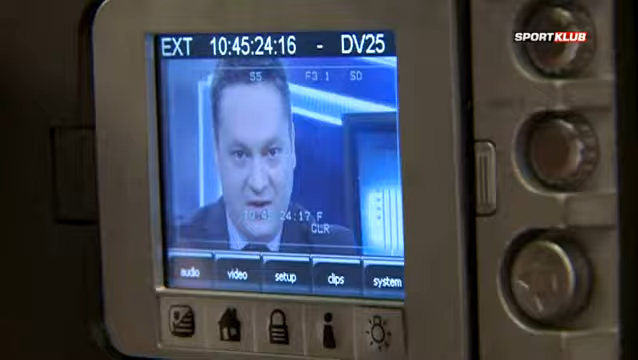 EXT 10:45:24:16 - DV25
SPORTKLUB
55 F3.1 SD
10:45:24:17 F
CLR
audio video setup clips system